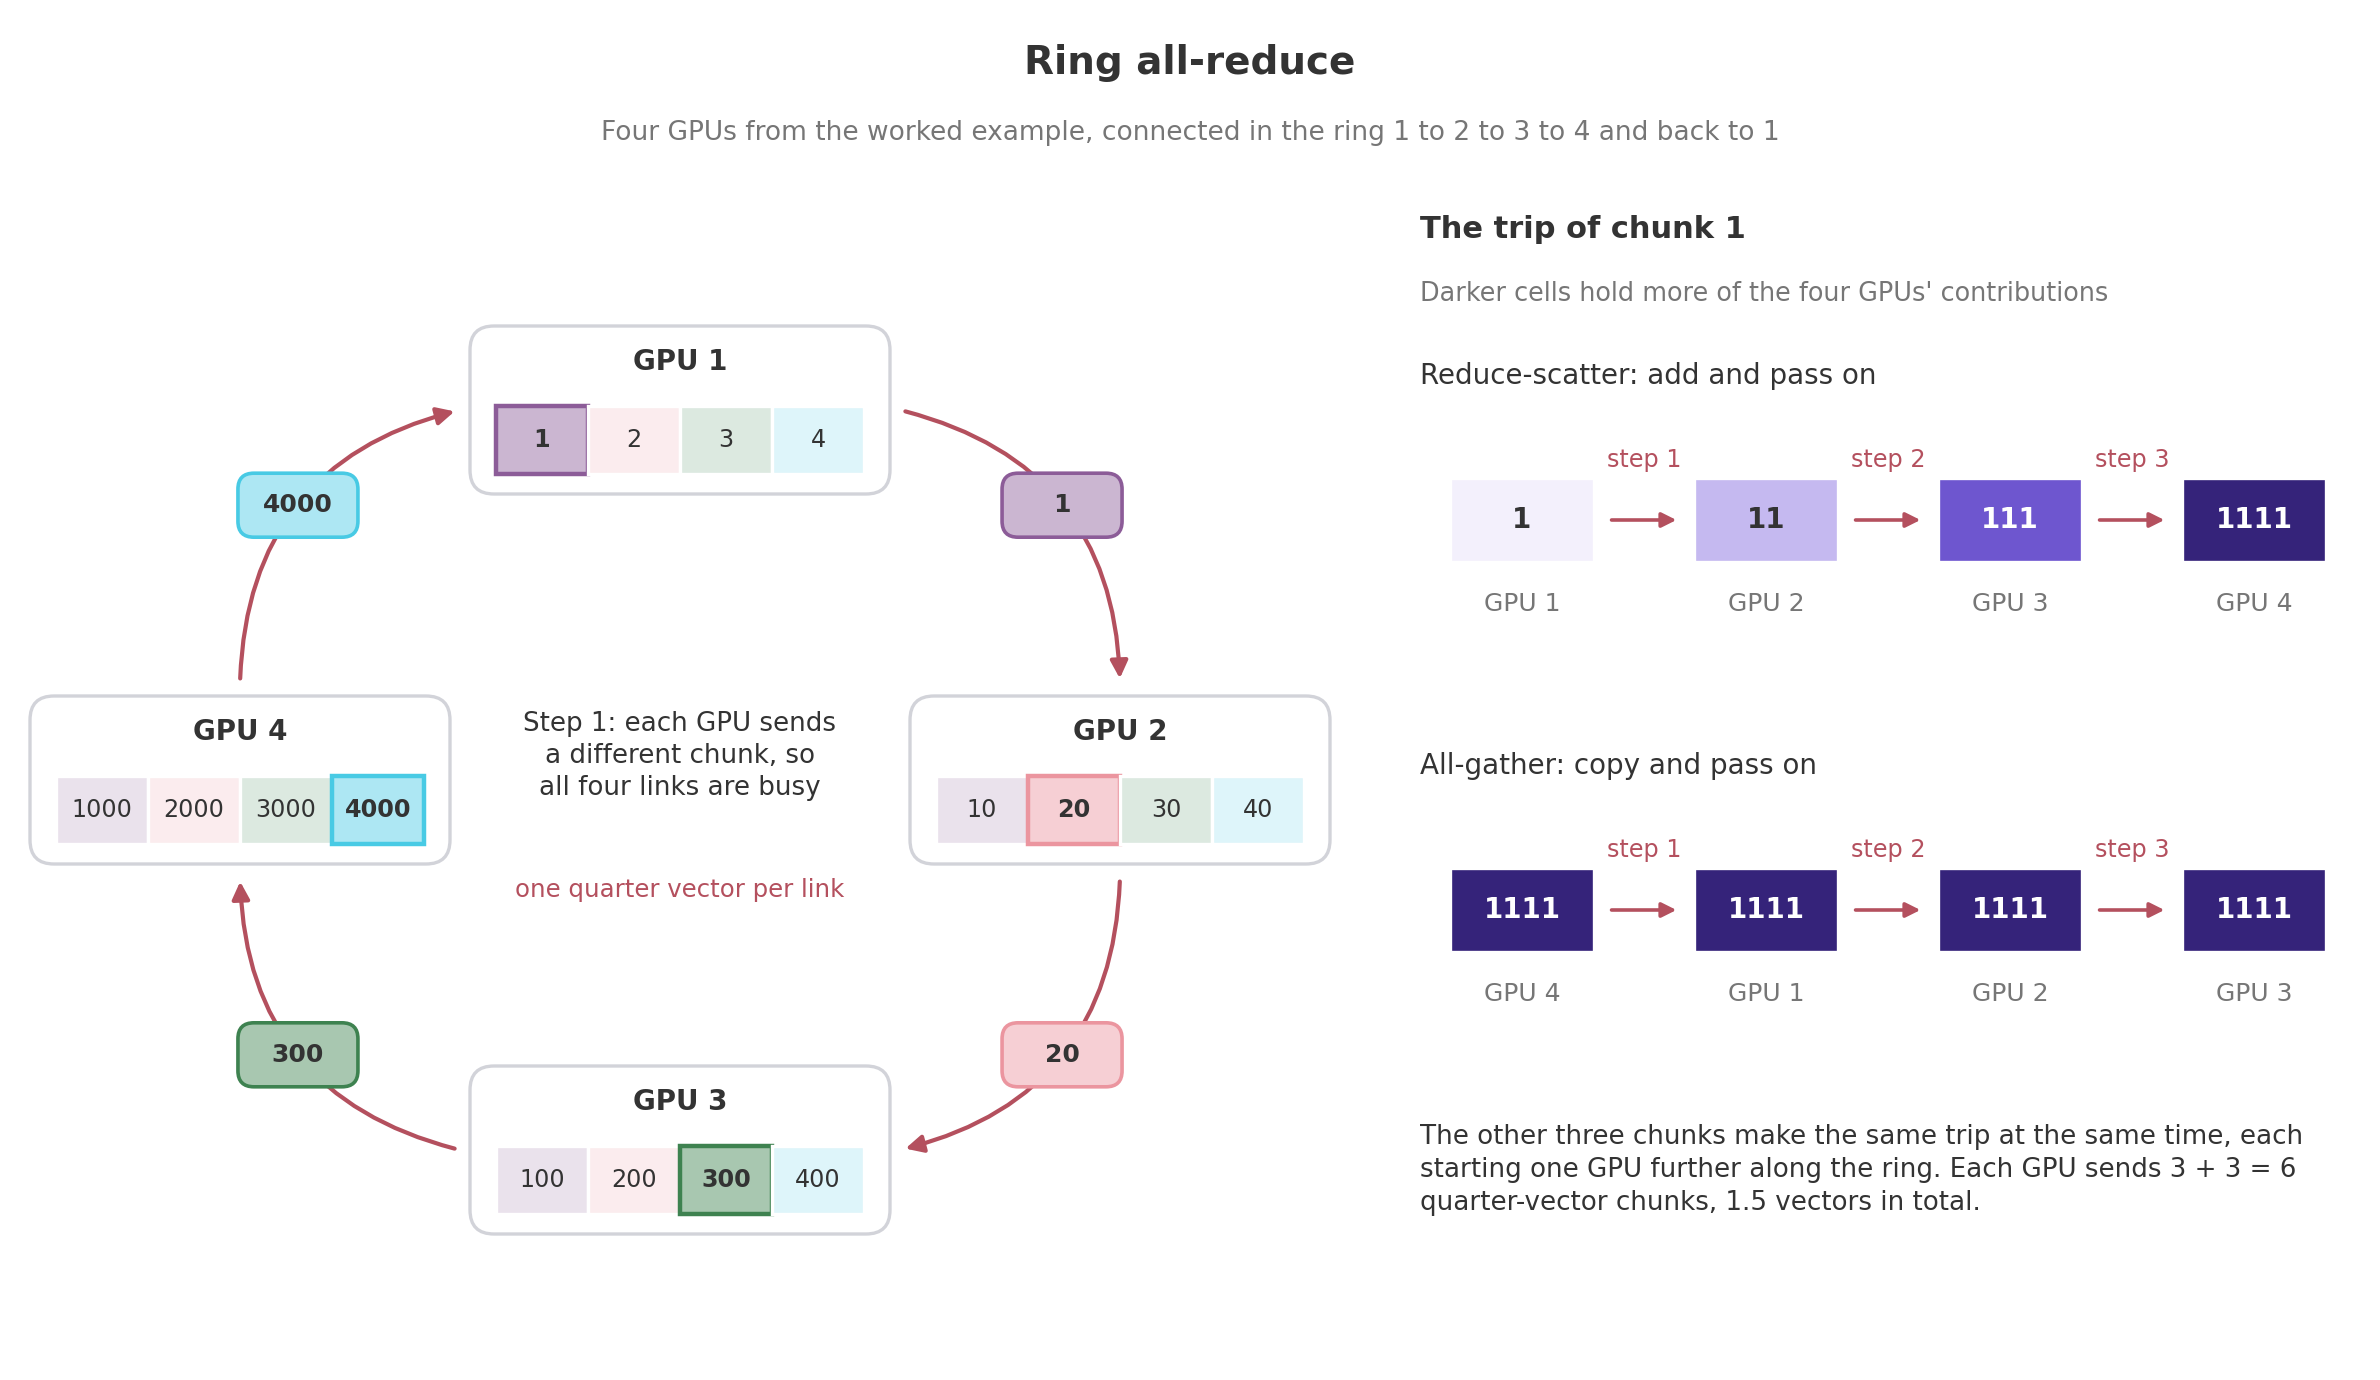 Ring all-reduce
Four GPUs from the worked example, connected in the ring 1 to 2 to 3 to 4 and back to 1
GPU 1
1 2 3 4
4000
1
GPU 4
1000 2000 3000 4000
Step 1: each GPU sends
a different chunk, so
all four links are busy
one quarter vector per link
GPU 2
10 20 30 40
300
20
GPU 3
100 200 300 400
The trip of chunk 1
Darker cells hold more of the four GPUs' contributions
Reduce-scatter: add and pass on
step 1 step 2 step 3
1 11 111 1111
GPU 1 GPU 2 GPU 3 GPU 4
All-gather: copy and pass on
step 1 step 2 step 3
1111 1111 1111 1111
GPU 4 GPU 1 GPU 2 GPU 3
The other three chunks make the same trip at the same time, each
starting one GPU further along the ring. Each GPU sends 3 + 3 = 6
quarter-vector chunks, 1.5 vectors in total.